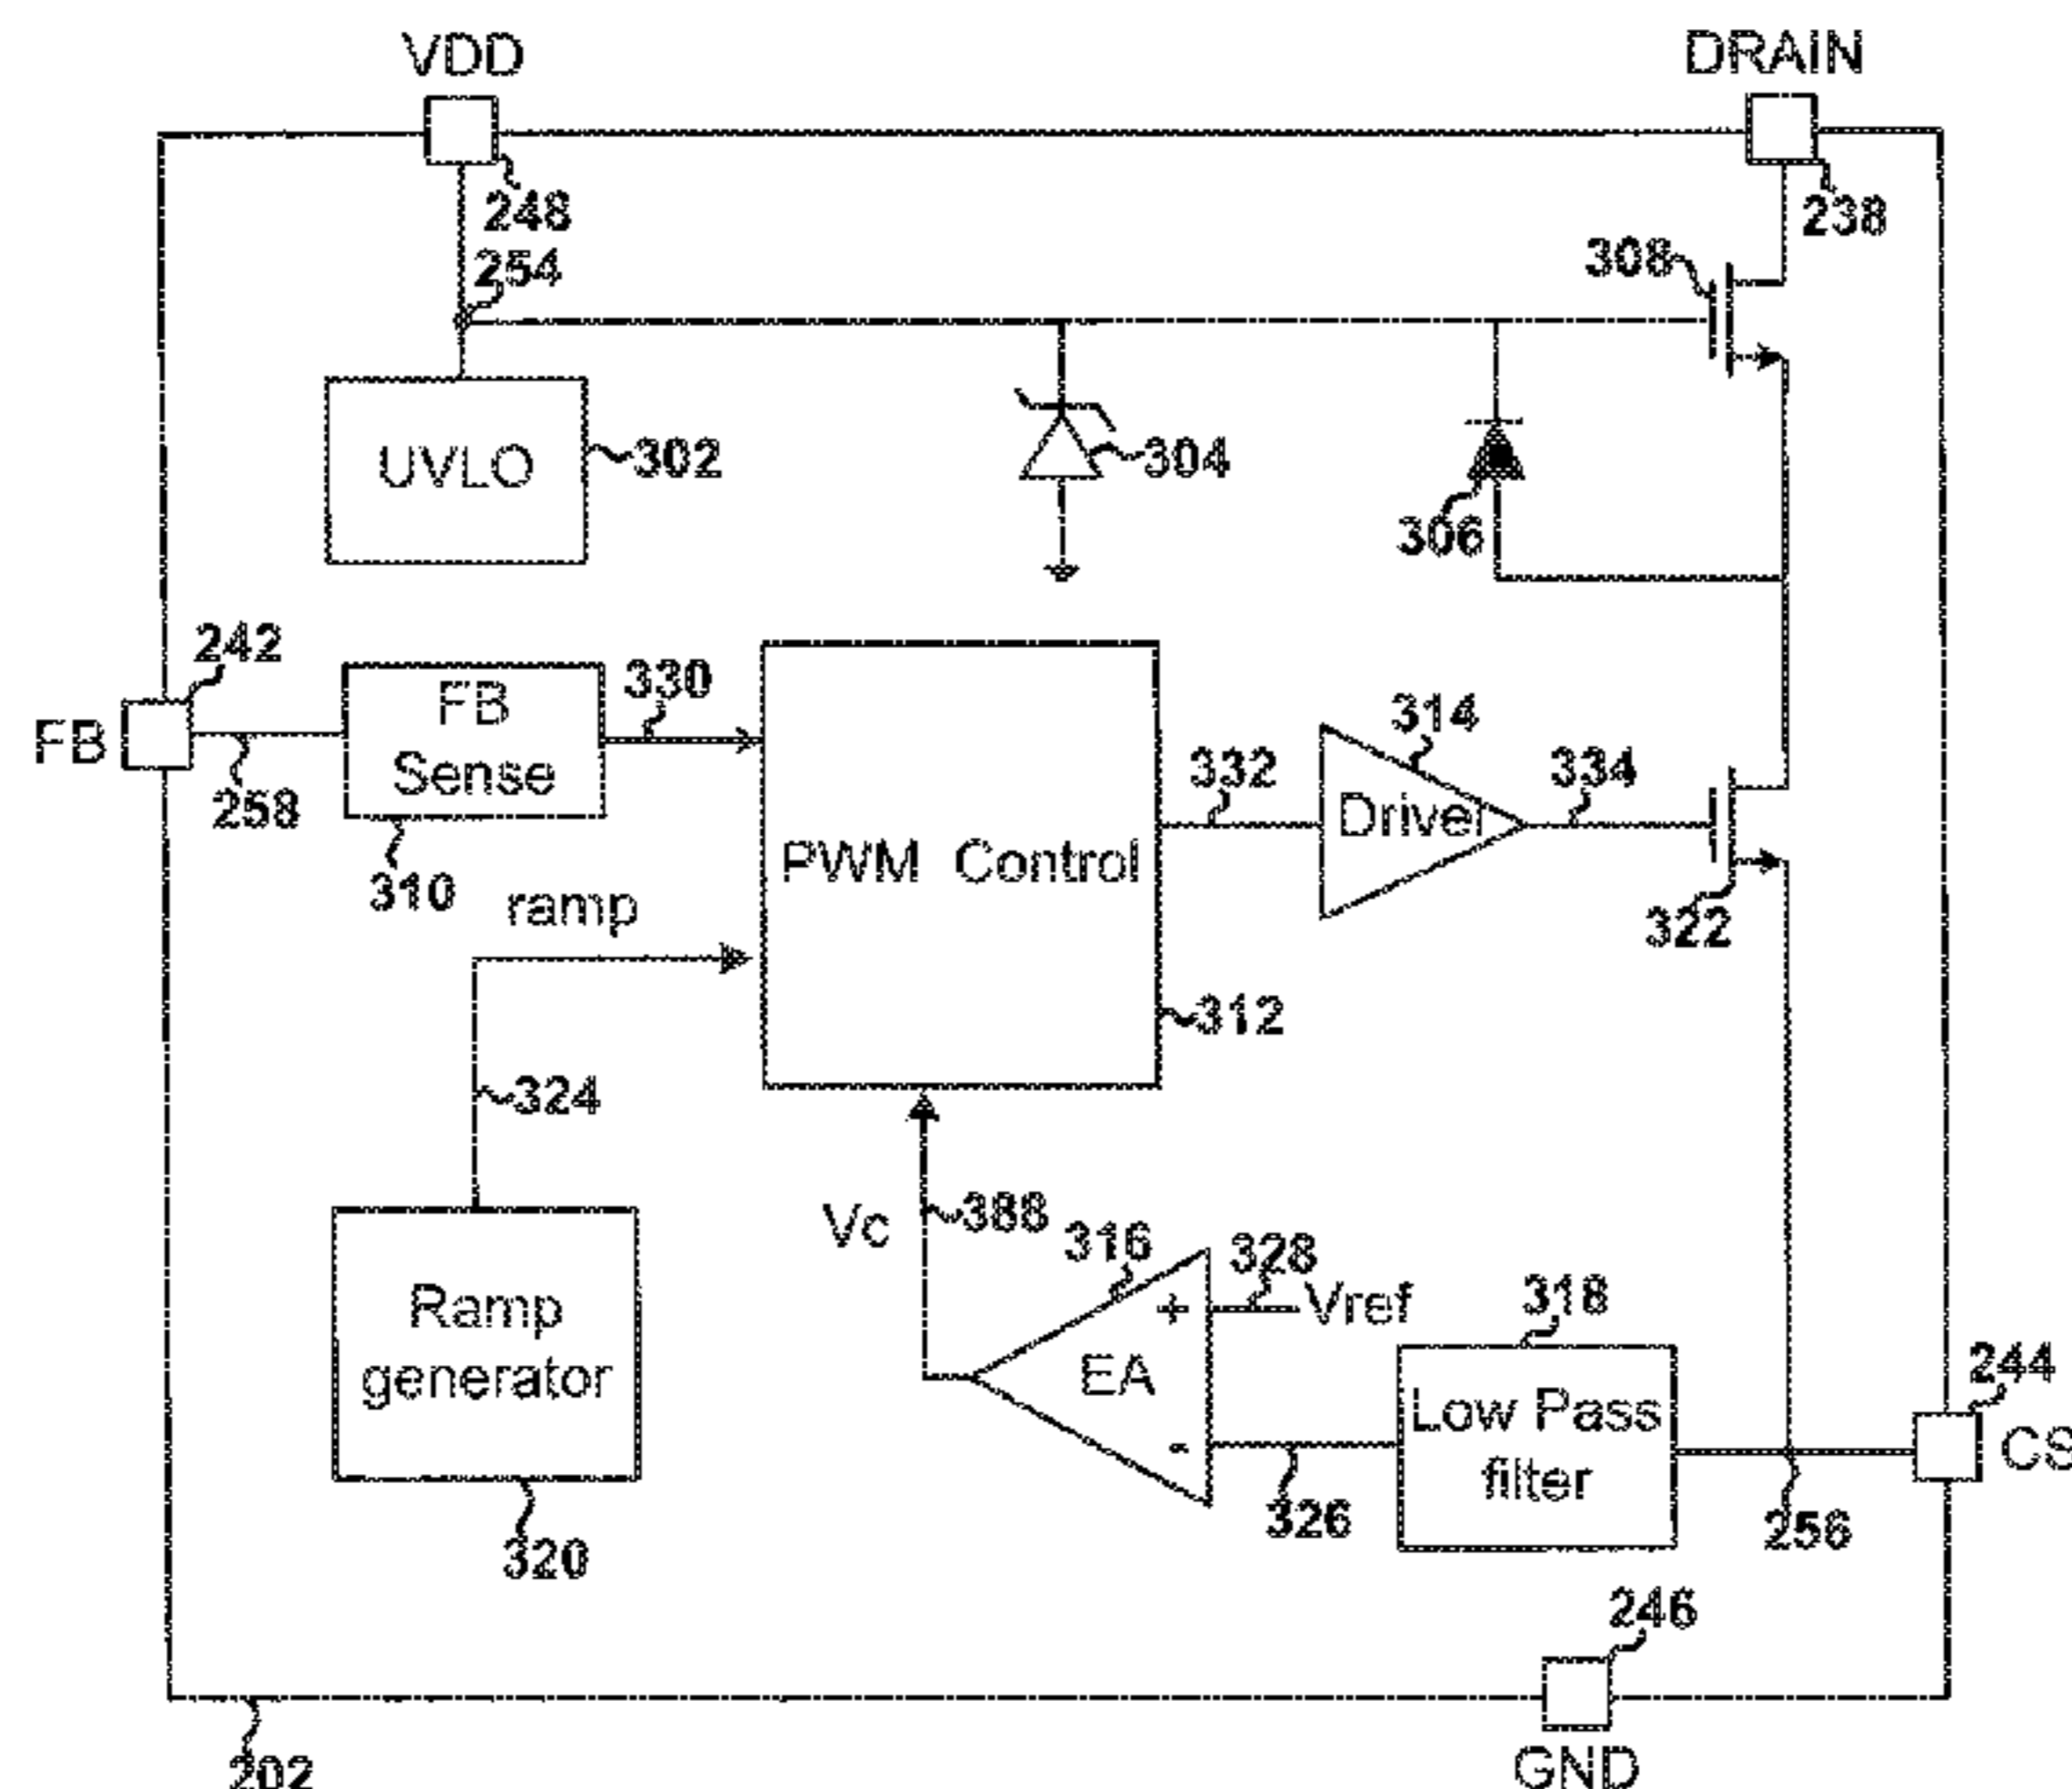 VDD
DRAIN
248
238
254
308
UVLO
302
304
306
242
FB
258
FB
Sense
310
330
PWM Control
332
314
Driver
334
322
ramp
312
324
Vc
388
316
328
Vref
+
EA
-
318
Low Pass
filter
244
CS
Ramp
generator
320
326
256
246
202
GND